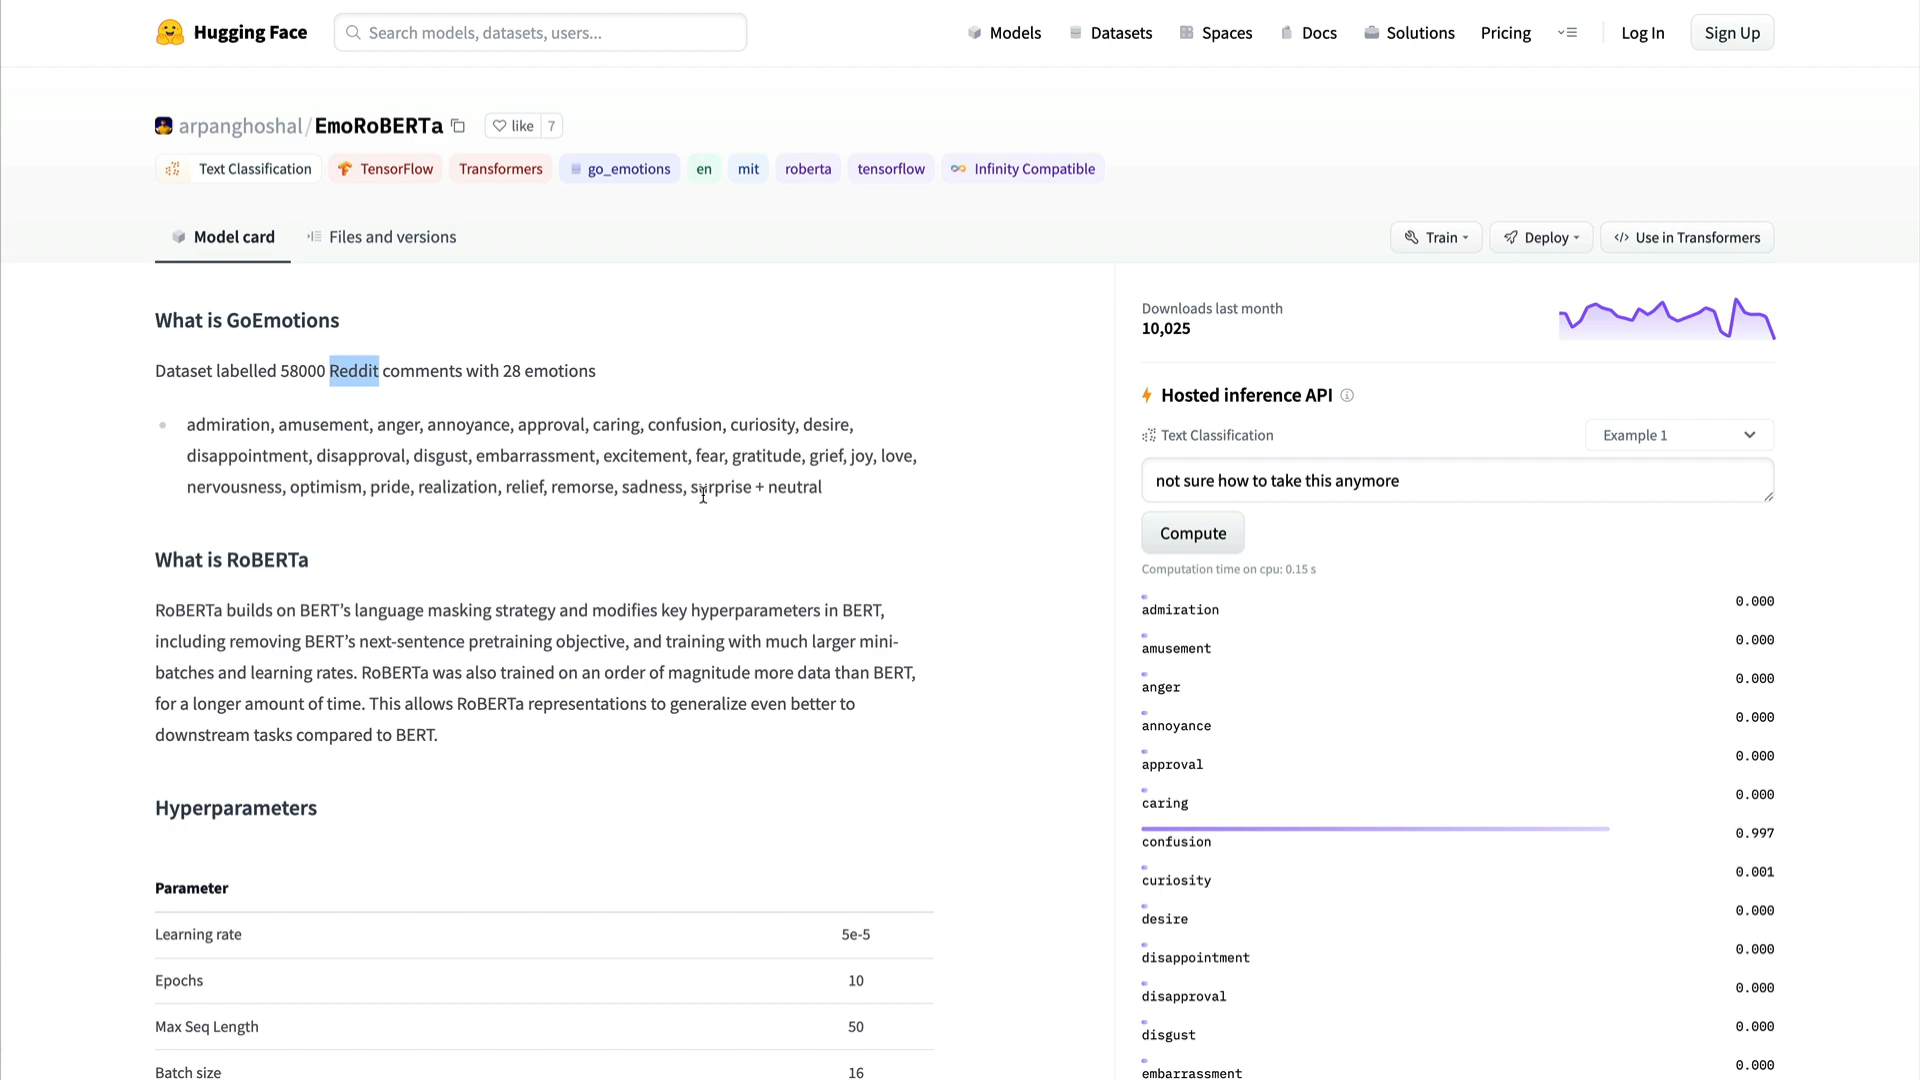 Hugging Face
Search models, datasets, users...
Models
Datasets
Spaces
Docs
Solutions
Pricing
Log In
Sign Up
arpanghoshal/EmoRoBERTa
like 7
Text Classification
TensorFlow
Transformers
go_emotions
en
mit
roberta
tensorflow
Infinity Compatible
Model card
Files and versions
Train
Deploy
</> Use in Transformers
What is GoEmotions
Dataset labelled 58000 Reddit comments with 28 emotions
admiration, amusement, anger, annoyance, approval, caring, confusion, curiosity, desire,
disappointment, disapproval, disgust, embarrassment, excitement, fear, gratitude, grief, joy, love,
nervousness, optimism, pride, realization, relief, remorse, sadness, surprise + neutral
What is RoBERTa
RoBERTa builds on BERT’s language masking strategy and modifies key hyperparameters in BERT,
including removing BERT’s next-sentence pretraining objective, and training with much larger mini-
batches and learning rates. RoBERTa was also trained on an order of magnitude more data than BERT,
for a longer amount of time. This allows RoBERTa representations to generalize even better to
downstream tasks compared to BERT.
Hyperparameters
Parameter
Learning rate 5e-5
Epochs 10
Max Seq Length 50
Batch size 16
Downloads last month
10,025
Hosted inference API
Text Classification
Example 1
not sure how to take this anymore
Compute
Computation time on cpu: 0.15 s
admiration 0.000
amusement 0.000
anger 0.000
annoyance 0.000
approval 0.000
caring 0.000
confusion 0.997
curiosity 0.001
desire 0.000
disappointment 0.000
disapproval 0.000
disgust 0.000
embarrassment 0.000